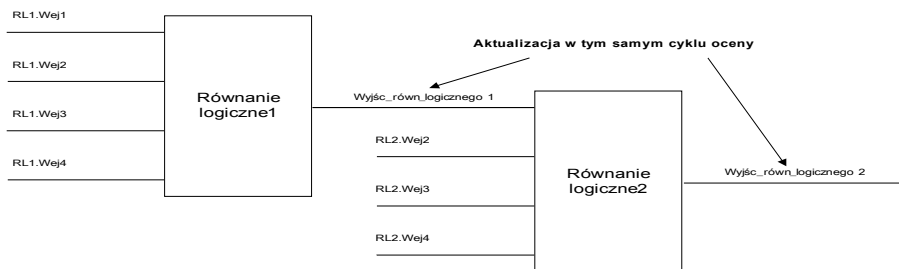 RL1.Wej1
RL1.Wej2
RL1.Wej3
RL1.Wej4
Równanie
logiczne1
Aktualizacja w tym samym cyklu oceny
Wyjśc_równ_logicznego 1
RL2.Wej2
RL2.Wej3
RL2.Wej4
Równanie
logiczne2
Wyjśc_równ_logicznego 2